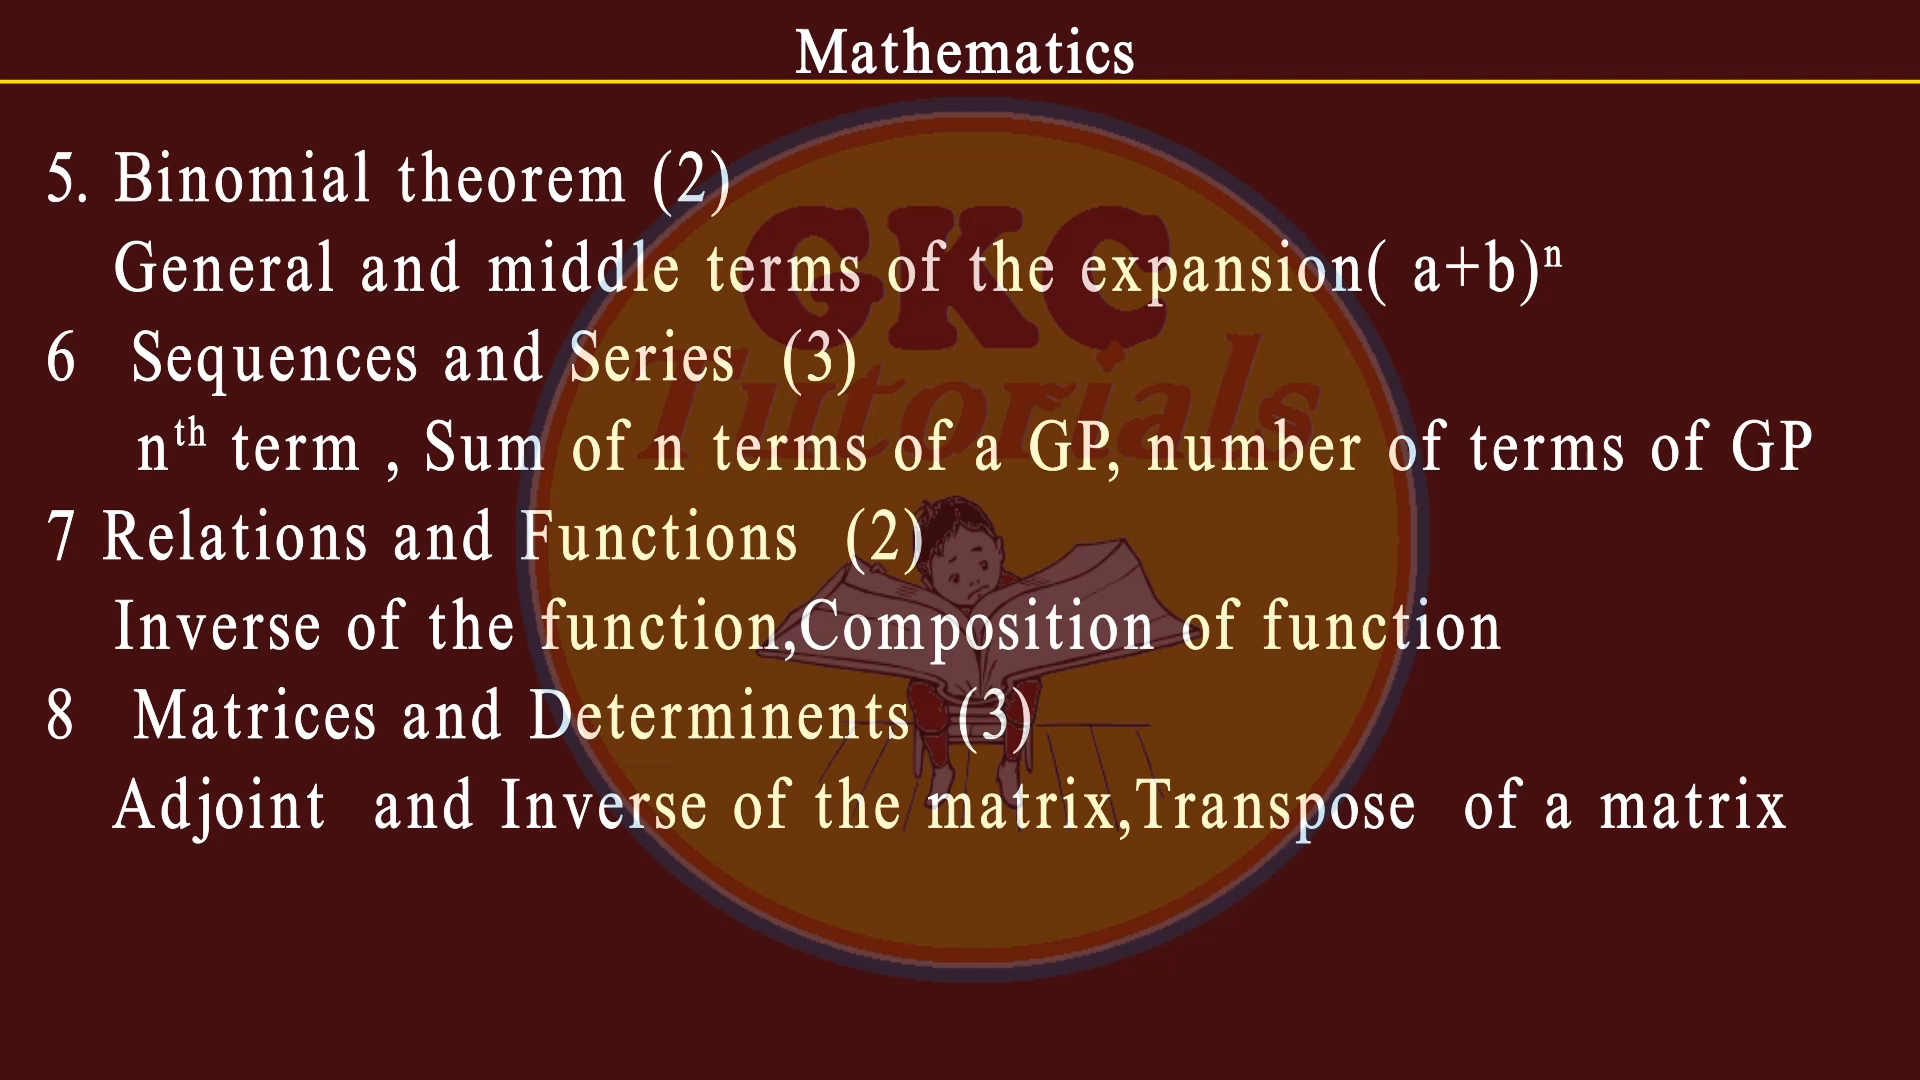 Mathematics
GKC
Tutorials
5. Binomial theorem (2)
General and middle terms of the expansion( a+b)ⁿ
6 Sequences and Series (3)
nᵗʰ term , Sum of n terms of a GP, number of terms of GP
7 Relations and Functions (2)
Inverse of the function,Composition of function
8 Matrices and Determinents (3)
Adjoint and Inverse of the matrix,Transpose of a matrix